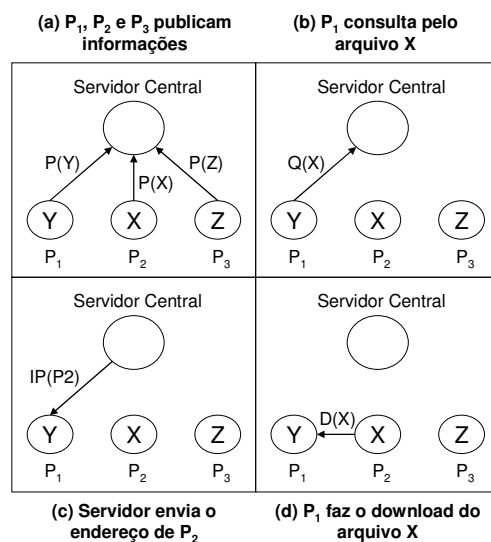 (a) P1, P2 e P3 publicam
informações
(b) P1 consulta pelo
arquivo X
Servidor Central
P(Y)
P(X)
P(Z)
Y
X
Z
P1
P2
P3
Servidor Central
Q(X)
Y
X
Z
P1
P2
P3
Servidor Central
IP(P2)
Y
X
Z
P1
P2
P3
Servidor Central
D(X)
Y
X
Z
P1
P2
P3
(c) Servidor envia o
endereço de P2
(d) P1 faz o download do
arquivo X